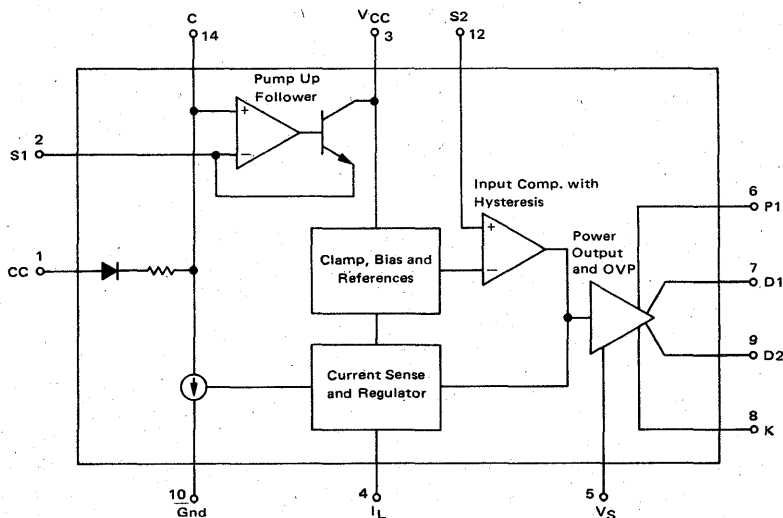 C
14
VCC
3
S2
12
Pump Up
Follower
+
−
2
S1
Input Comp. with
Hysteresis
+
−
6
P1
Power
Output
and OVP
1
CC
Clamp, Bias and
References
7
D1
9
D2
Current Sense
and Regulator
8
K
10
Gnd
4
IL
5
VS